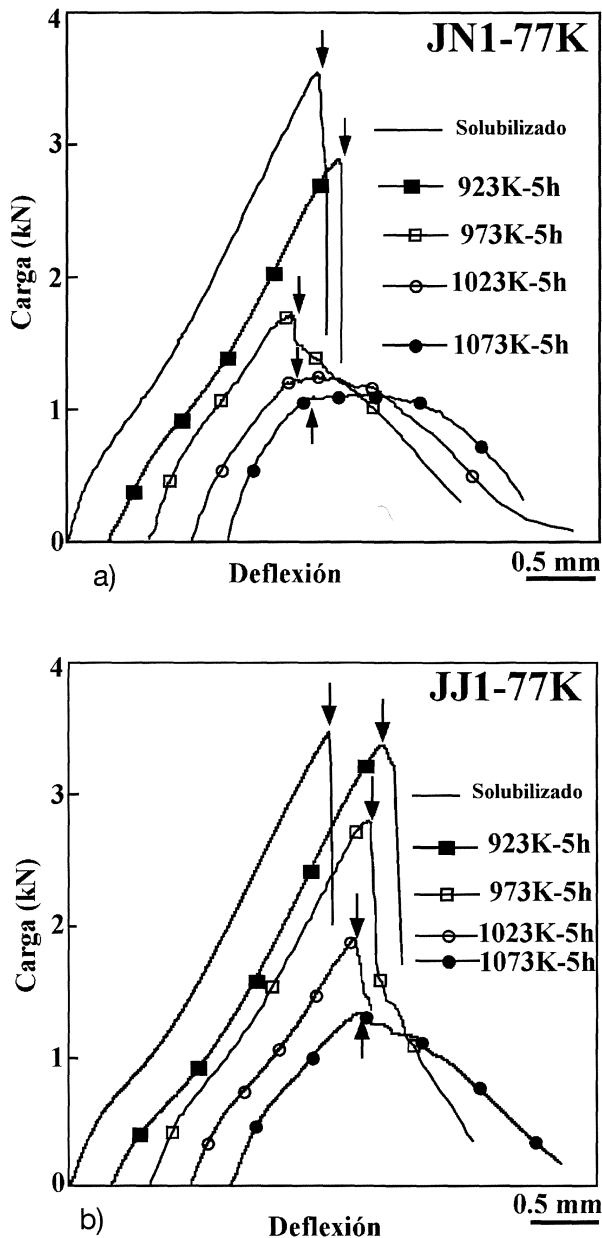 4
JN1-77K
3
Solubilizado
923K-5h
2
973K-5h
1023K-5h
1073K-5h
1
0
Carga (kN)
a)
Deflexión
0.5 mm
4
JJ1-77K
3
Solubilizado
923K-5h
973K-5h
2
1023K-5h
1073K-5h
1
0
Carga (kN)
b)
Deflexión
0.5 mm